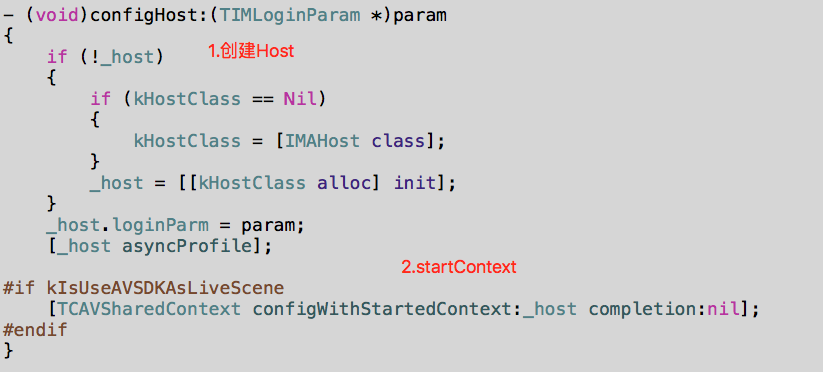 - (void)configHost:(TIMLoginParam *)param
{
    if (!_host) 1.创建Host
    {
        if (kHostClass == Nil)
        {
            kHostClass = [IMAHost class];
        }
        _host = [[kHostClass alloc] init];
    }
    _host.loginParm = param;
    [_host asyncProfile];
2.startContext
#if kIsUseAVSDKAsLiveScene
    [TCAVSharedContext configWithStartedContext:_host completion:nil];
#endif
}